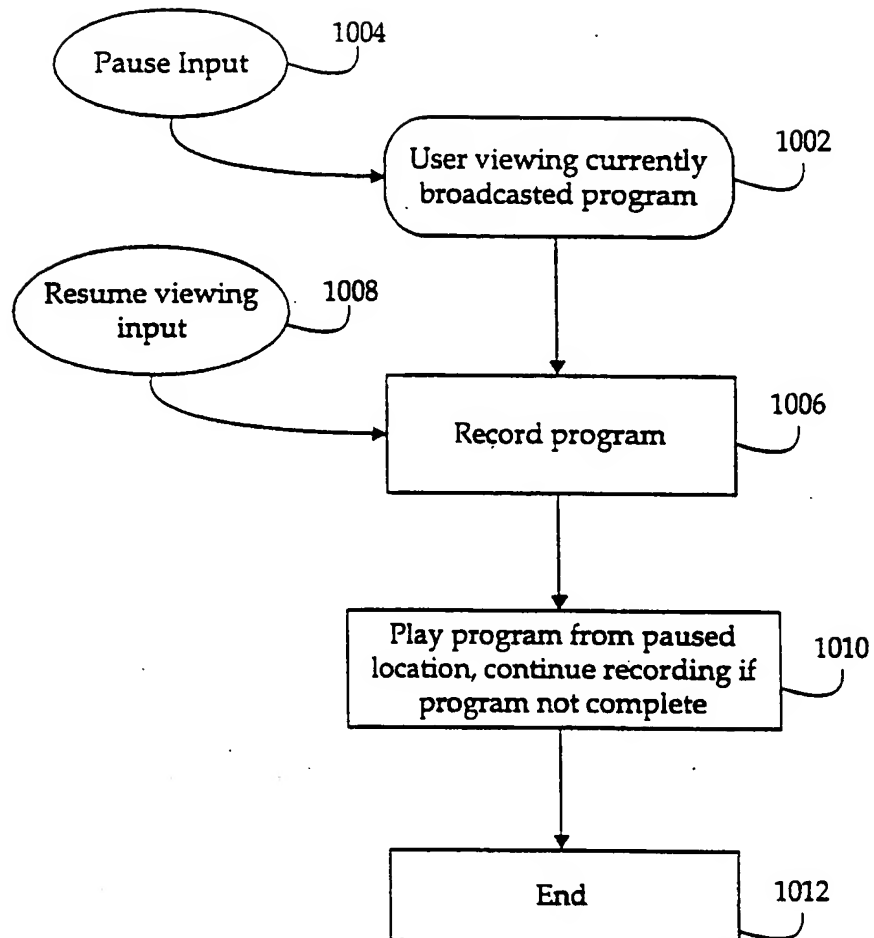 1004
Pause Input
User viewing currently
broadcasted program
1002
Resume viewing
input
1008
Record program
1006
Play program from paused
location, continue recording if
program not complete
1010
End
1012